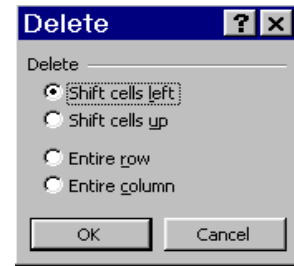 Delete ? ×
Delete
Shift cells left
Shift cells up
Entire row
Entire column
OK Cancel